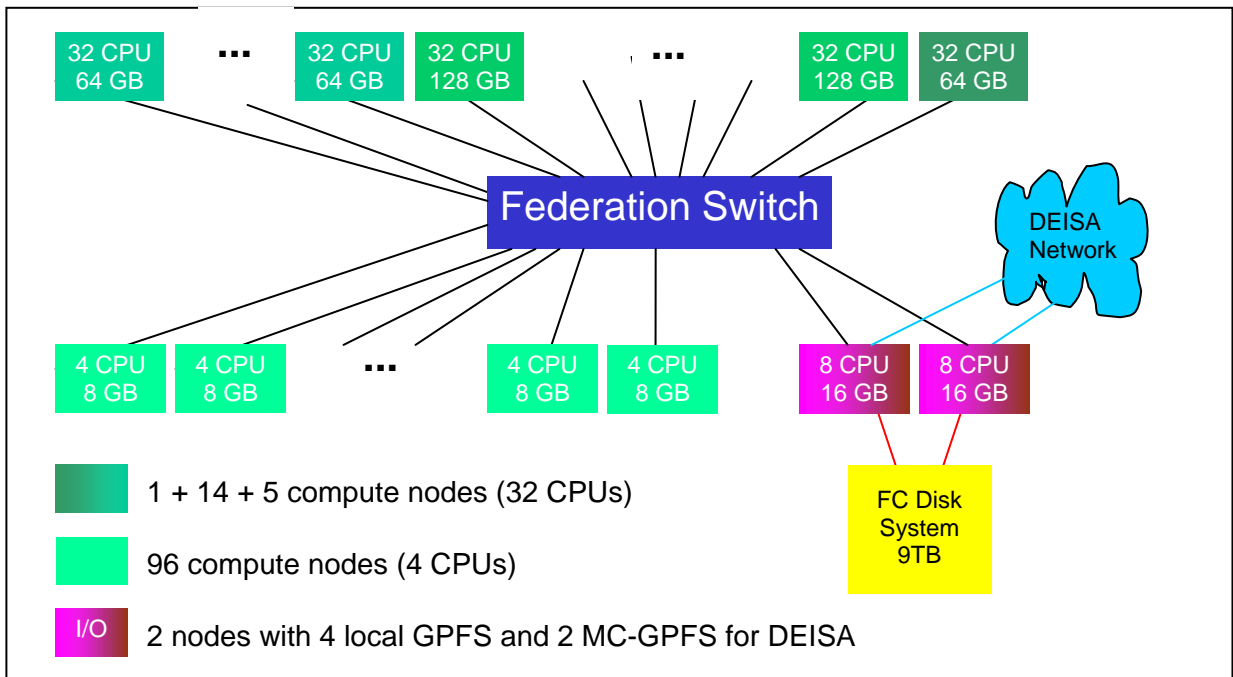 32 CPU
64 GB
...
32 CPU
64 GB
32 CPU
128 GB
...
32 CPU
128 GB
32 CPU
64 GB
Federation Switch
DEISA
Network
4 CPU
8 GB
4 CPU
8 GB
...
4 CPU
8 GB
4 CPU
8 GB
8 CPU
16 GB
8 CPU
16 GB
FC Disk
System
9TB
1 + 14 + 5 compute nodes (32 CPUs)
96 compute nodes (4 CPUs)
I/O
2 nodes with 4 local GPFS and 2 MC-GPFS for DEISA